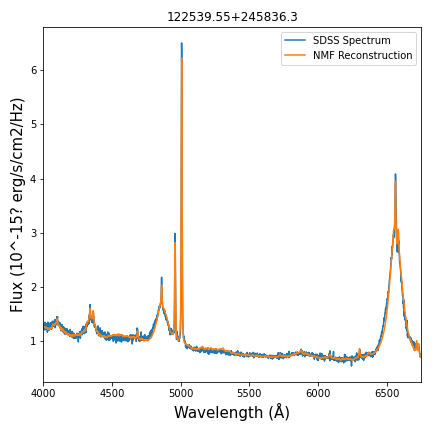 122539.55+245836.3
SDSS Spectrum
NMF Reconstruction
Flux (10^-15? erg/s/cm2/Hz)
6
5
4
3
2
1
4000 4500 5000 5500 6000 6500
Wavelength (Å)